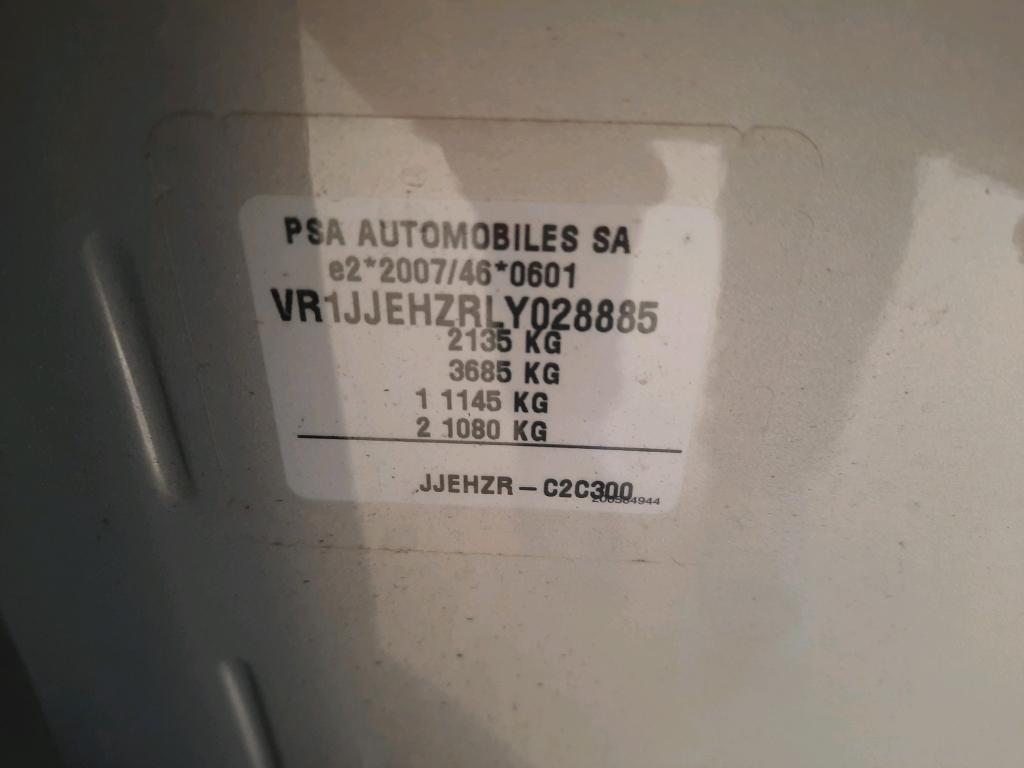 PSA AUTOMOBILES SA
e2*2007/46*0601
VR1JJEHZRLY028885
2135 KG
3685 KG
1 1145 KG
2 1080 KG
JJEHZR – C2C300